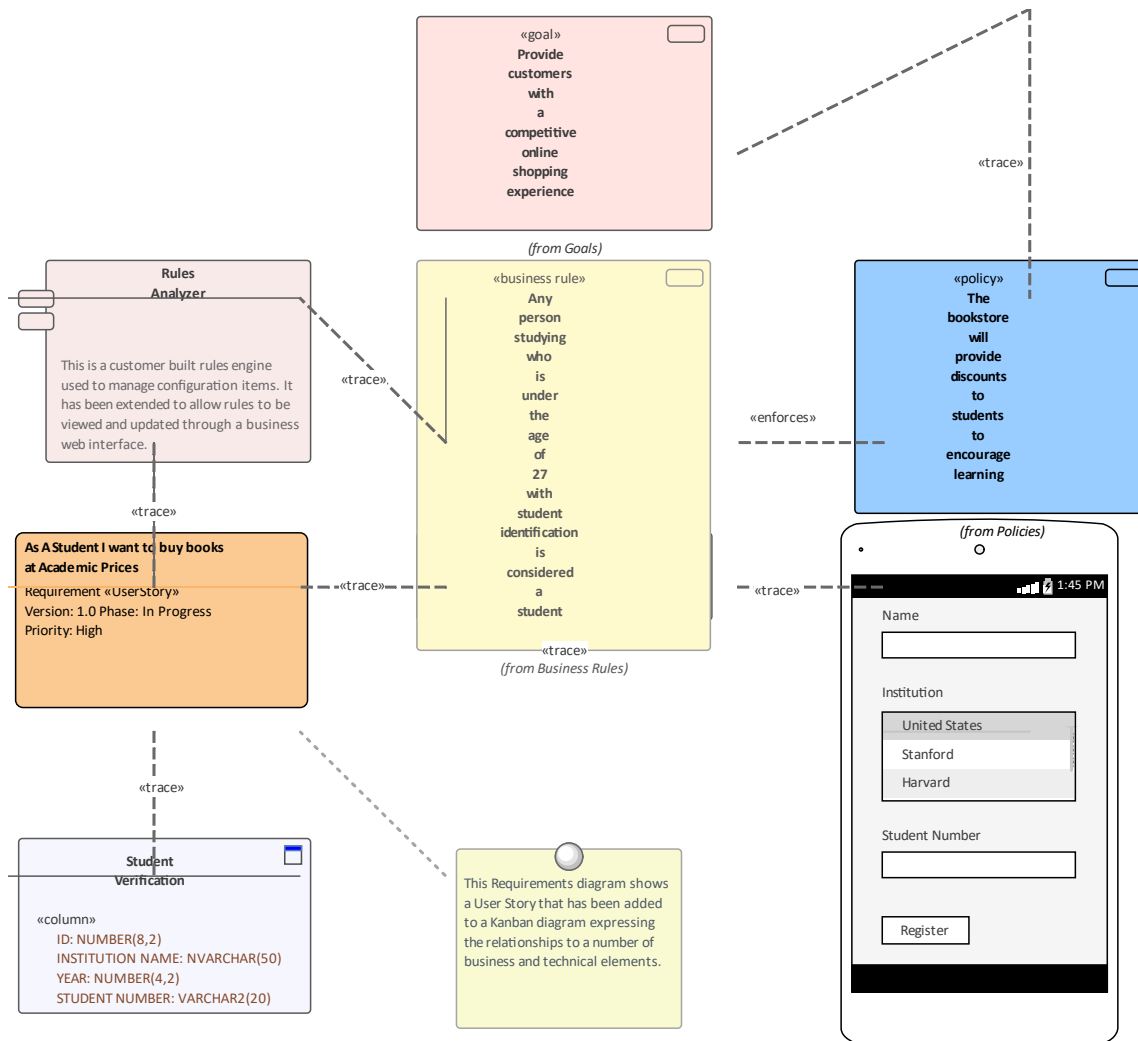 «goal»
Provide
customers
with
a
competitive
online
shopping
experience
(from Goals)
«trace»
Rules
Analyzer
This is a customer built rules engine
used to manage configuration items. It
has been extended to allow rules to be
viewed and updated through a business
web interface.
«trace»
«business rule»
Any
person
studying
who
is
under
the
age
of
27
with
student
identification
is
considered
a
student
«trace»
(from Business Rules)
«enforces»
«policy»
The
bookstore
will
provide
discounts
to
students
to
encourage
learning
(from Policies)
«trace»
As A Student I want to buy books
at Academic Prices
Requirement «UserStory»
Version: 1.0 Phase: In Progress
Priority: High
«trace»
«trace»
1:45 PM
Name
Institution
United States
Stanford
Harvard
Student Number
Register
«trace»
Student
Verification
«column»
ID: NUMBER(8,2)
INSTITUTION NAME: NVARCHAR(50)
YEAR: NUMBER(4,2)
STUDENT NUMBER: VARCHAR2(20)
This Requirements diagram shows
a User Story that has been added
to a Kanban diagram expressing
the relationships to a number of
business and technical elements.